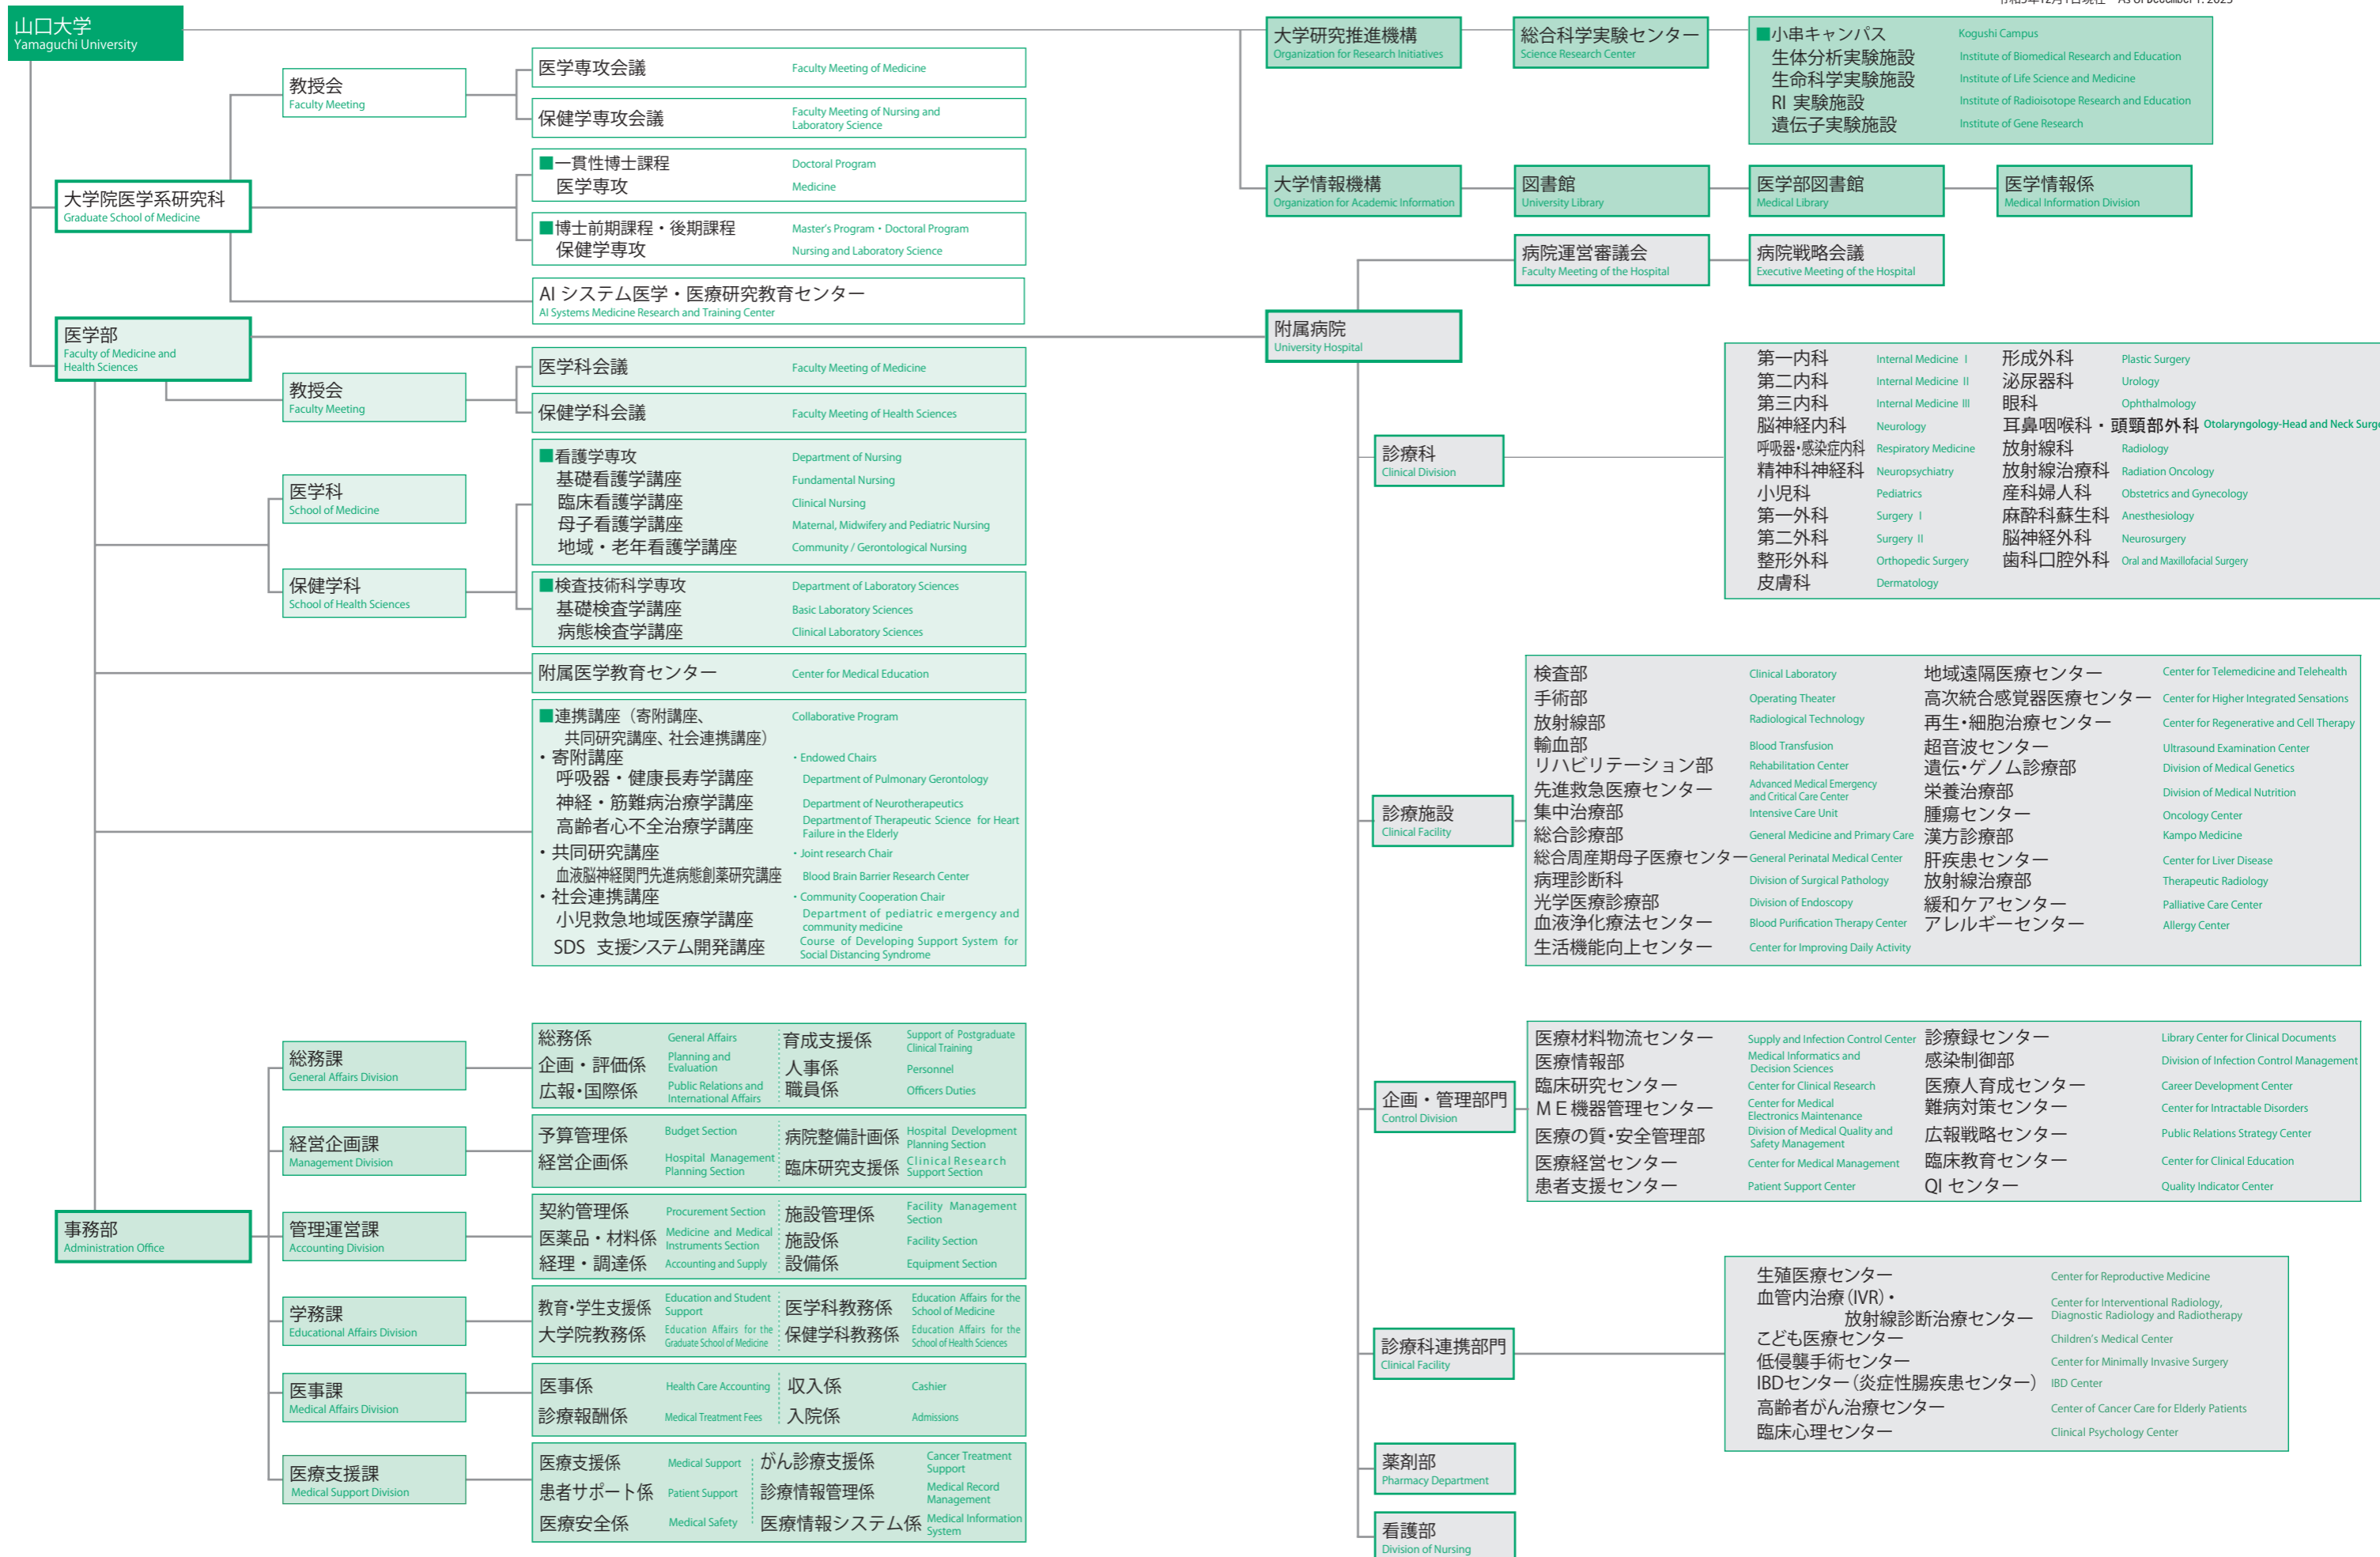 令和5年12月1日現在 As of December 1. 2023
山口大学
Yamaguchi University
教授会
Faculty Meeting
医学専攻会議 Faculty Meeting of Medicine
保健学専攻会議 Faculty Meeting of Nursing and
Laboratory Science
大学院医学系研究科
Graduate School of Medicine
■一貫性博士課程 Doctoral Program
医学専攻 Medicine
■博士前期課程・後期課程 Master's Program・Doctoral Program
保健学専攻 Nursing and Laboratory Science
AI システム医学・医療研究教育センター
AI Systems Medicine Research and Training Center
医学部
Faculty of Medicine and
Health Sciences
教授会
Faculty Meeting
医学科会議 Faculty Meeting of Medicine
保健学科会議 Faculty Meeting of Health Sciences
医学科
School of Medicine
保健学科
School of Health Sciences
■看護学専攻 Department of Nursing
基礎看護学講座 Fundamental Nursing
臨床看護学講座 Clinical Nursing
母子看護学講座 Maternal, Midwifery and Pediatric Nursing
地域・老年看護学講座 Community / Gerontological Nursing
■検査技術科学専攻 Department of Laboratory Sciences
基礎検査学講座 Basic Laboratory Sciences
病態検査学講座 Clinical Laboratory Sciences
附属医学教育センター Center for Medical Education
■連携講座（寄附講座、 Collaborative Program
共同研究講座、社会連携講座）
・寄附講座 ・Endowed Chairs
呼吸器・健康長寿学講座 Department of Pulmonary Gerontology
神経・筋難病治療学講座 Department of Neurotherapeutics
高齢者心不全治療学講座 Department of Therapeutic Science for Heart
Failure in the Elderly
・共同研究講座 ・Joint research Chair
血液脳神経関門先進病態創薬研究講座 Blood Brain Barrier Research Center
・社会連携講座 ・Community Cooperation Chair
小児救急地域医療学講座 Department of pediatric emergency and
community medicine
SDS 支援システム開発講座 Course of Developing Support System for
Social Distancing Syndrome
事務部
Administration Office
総務課
General Affairs Division
総務係 General Affairs 育成支援係 Support of Postgraduate
Clinical Training
企画・評価係 Planning and
Evaluation 人事係 Personnel
広報・国際係 Public Relations and
International Affairs 職員係 Officers Duties
経営企画課
Management Division
予算管理係 Budget Section 病院整備計画係 Hospital Development
Planning Section
経営企画係 Hospital Management
Planning Section 臨床研究支援係 Clinical Research
Support Section
管理運営課
Accounting Division
契約管理係 Procurement Section 施設管理係 Facility Management
Section
医薬品・材料係 Medicine and Medical
Instruments Section 施設係 Facility Section
経理・調達係 Accounting and Supply 設備係 Equipment Section
学務課
Educational Affairs Division
教育・学生支援係 Education and Student
Support 医学科教務係 Education Affairs for the
School of Medicine
大学院教務係 Education Affairs for the
Graduate School of Medicine 保健学科教務係 Education Affairs for the
School of Health Sciences
医事課
Medical Affairs Division
医事係 Health Care Accounting 収入係 Cashier
診療報酬係 Medical Treatment Fees 入院係 Admissions
医療支援課
Medical Support Division
医療支援係 Medical Support がん診療支援係 Cancer Treatment
Support
患者サポート係 Patient Support 診療情報管理係 Medical Record
Management
医療安全係 Medical Safety 医療情報システム係 Medical Information
System
大学研究推進機構
Organization for Research Initiatives
総合科学実験センター
Science Research Center
■小串キャンパス Kogushi Campus
生体分析実験施設 Institute of Biomedical Research and Education
生命科学実験施設 Institute of Life Science and Medicine
RI 実験施設 Institute of Radioisotope Research and Education
遺伝子実験施設 Institute of Gene Research
大学情報機構
Organization for Academic Information
図書館
University Library
医学部図書館
Medical Library
医学情報係
Medical Information Division
病院運営審議会
Faculty Meeting of the Hospital
病院戦略会議
Executive Meeting of the Hospital
附属病院
University Hospital
診療科
Clinical Division
第一内科 Internal Medicine Ⅰ 形成外科 Plastic Surgery
第二内科 Internal Medicine Ⅱ 泌尿器科 Urology
第三内科 Internal Medicine Ⅲ 眼科 Ophthalmology
脳神経内科 Neurology 耳鼻咽喉科・頭頸部外科 Otolaryngology-Head and Neck Surge
呼吸器・感染症内科 Respiratory Medicine 放射線科 Radiology
精神科神経科 Neuropsychiatry 放射線治療科 Radiation Oncology
小児科 Pediatrics 産科婦人科 Obstetrics and Gynecology
第一外科 Surgery Ⅰ 麻酔科蘇生科 Anesthesiology
第二外科 Surgery Ⅱ 脳神経外科 Neurosurgery
整形外科 Orthopedic Surgery 歯科口腔外科 Oral and Maxillofacial Surgery
皮膚科 Dermatology
診療施設
Clinical Facility
検査部 Clinical Laboratory 地域遠隔医療センター Center for Telemedicine and Telehealth
手術部 Operating Theater 高次統合感覚器医療センター Center for Higher Integrated Sensations
放射線部 Radiological Technology 再生・細胞治療センター Center for Regenerative and Cell Therapy
輸血部 Blood Transfusion 超音波センター Ultrasound Examination Center
リハビリテーション部 Rehabilitation Center 遺伝・ゲノム診療部 Division of Medical Genetics
先進救急医療センター Advanced Medical Emergency
and Critical Care Center 栄養治療部 Division of Medical Nutrition
集中治療部 Intensive Care Unit 腫瘍センター Oncology Center
総合診療部 General Medicine and Primary Care 漢方診療部 Kampo Medicine
総合周産期母子医療センター General Perinatal Medical Center 肝疾患センター Center for Liver Disease
病理診断科 Division of Surgical Pathology 放射線治療部 Therapeutic Radiology
光学医療診療部 Division of Endoscopy 緩和ケアセンター Palliative Care Center
血液浄化療法センター Blood Purification Therapy Center アレルギーセンター Allergy Center
生活機能向上センター Center for Improving Daily Activity
企画・管理部門
Control Division
医療材料物流センター Supply and Infection Control Center 診療録センター Library Center for Clinical Documents
医療情報部 Medical Informatics and
Decision Sciences 感染制御部 Division of Infection Control Management
臨床研究センター Center for Clinical Research 医療人育成センター Career Development Center
ＭＥ機器管理センター Center for Medical
Electronics Maintenance 難病対策センター Center for Intractable Disorders
医療の質・安全管理部 Division of Medical Quality and
Safety Management 広報戦略センター Public Relations Strategy Center
医療経営センター Center for Medical Management 臨床教育センター Center for Clinical Education
患者支援センター Patient Support Center QI センター Quality Indicator Center
診療科連携部門
Clinical Facility
生殖医療センター Center for Reproductive Medicine
血管内治療（IVR）・ Center for Interventional Radiology,
放射線診断治療センター Diagnostic Radiology and Radiotherapy
こども医療センター Children's Medical Center
低侵襲手術センター Center for Minimally Invasive Surgery
IBDセンター（炎症性腸疾患センター） IBD Center
高齢者がん治療センター Center of Cancer Care for Elderly Patients
臨床心理センター Clinical Psychology Center
薬剤部
Pharmacy Department
看護部
Division of Nursing